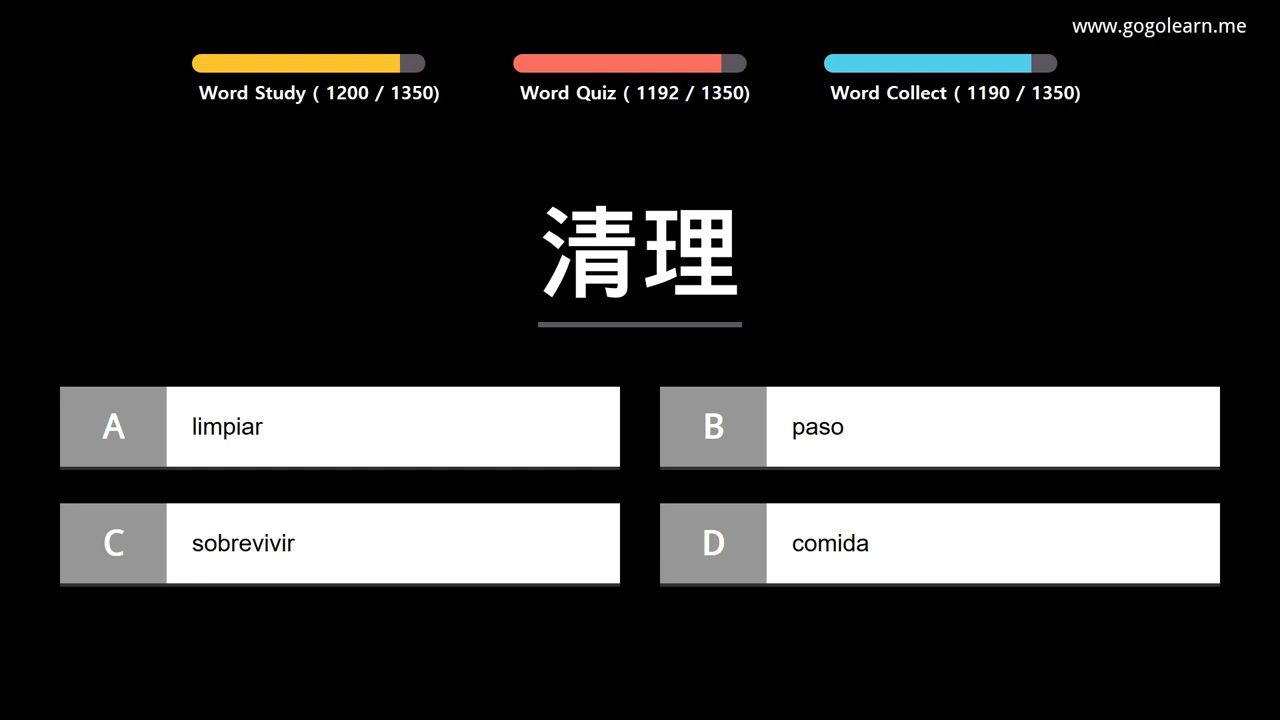 www.gogolearn.me
Word Study ( 1200 / 1350)
Word Quiz ( 1192 / 1350)
Word Collect ( 1190 / 1350)
清理
A limpiar
B paso
C sobrevivir
D comida